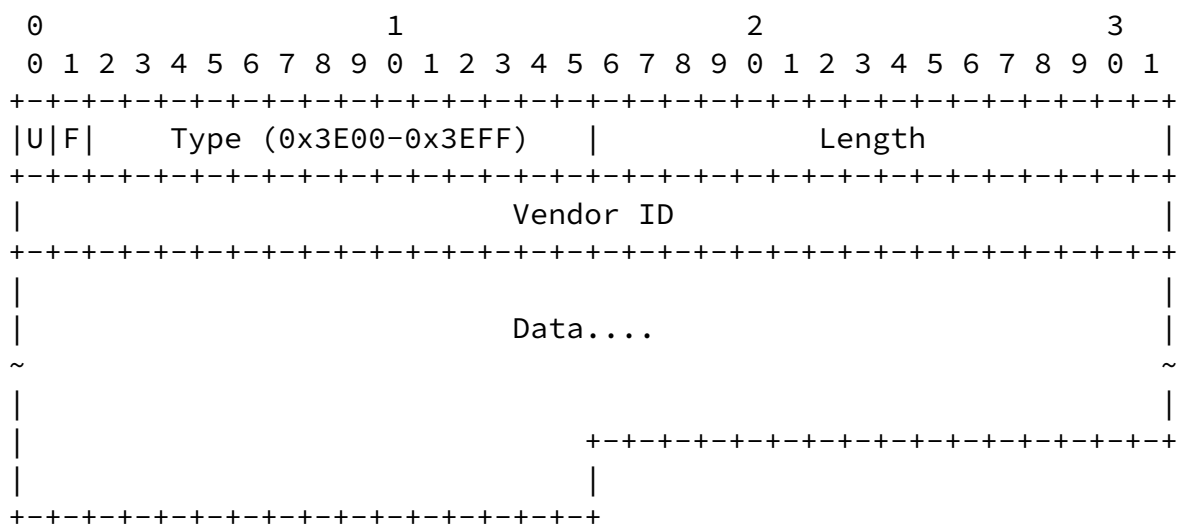 0                   1                   2                   3
 0 1 2 3 4 5 6 7 8 9 0 1 2 3 4 5 6 7 8 9 0 1 2 3 4 5 6 7 8 9 0 1
+-+-+-+-+-+-+-+-+-+-+-+-+-+-+-+-+-+-+-+-+-+-+-+-+-+-+-+-+-+-+-+-+
|U|F|    Type (0x3E00-0x3EFF)   |            Length             |
+-+-+-+-+-+-+-+-+-+-+-+-+-+-+-+-+-+-+-+-+-+-+-+-+-+-+-+-+-+-+-+-+
|                           Vendor ID                           |
+-+-+-+-+-+-+-+-+-+-+-+-+-+-+-+-+-+-+-+-+-+-+-+-+-+-+-+-+-+-+-+-+
|                                                               |
|                           Data....                            |
~                                                               ~
|                                                               |
|                               +-+-+-+-+-+-+-+-+-+-+-+-+-+-+-+-+
|                               |
+-+-+-+-+-+-+-+-+-+-+-+-+-+-+-+-+